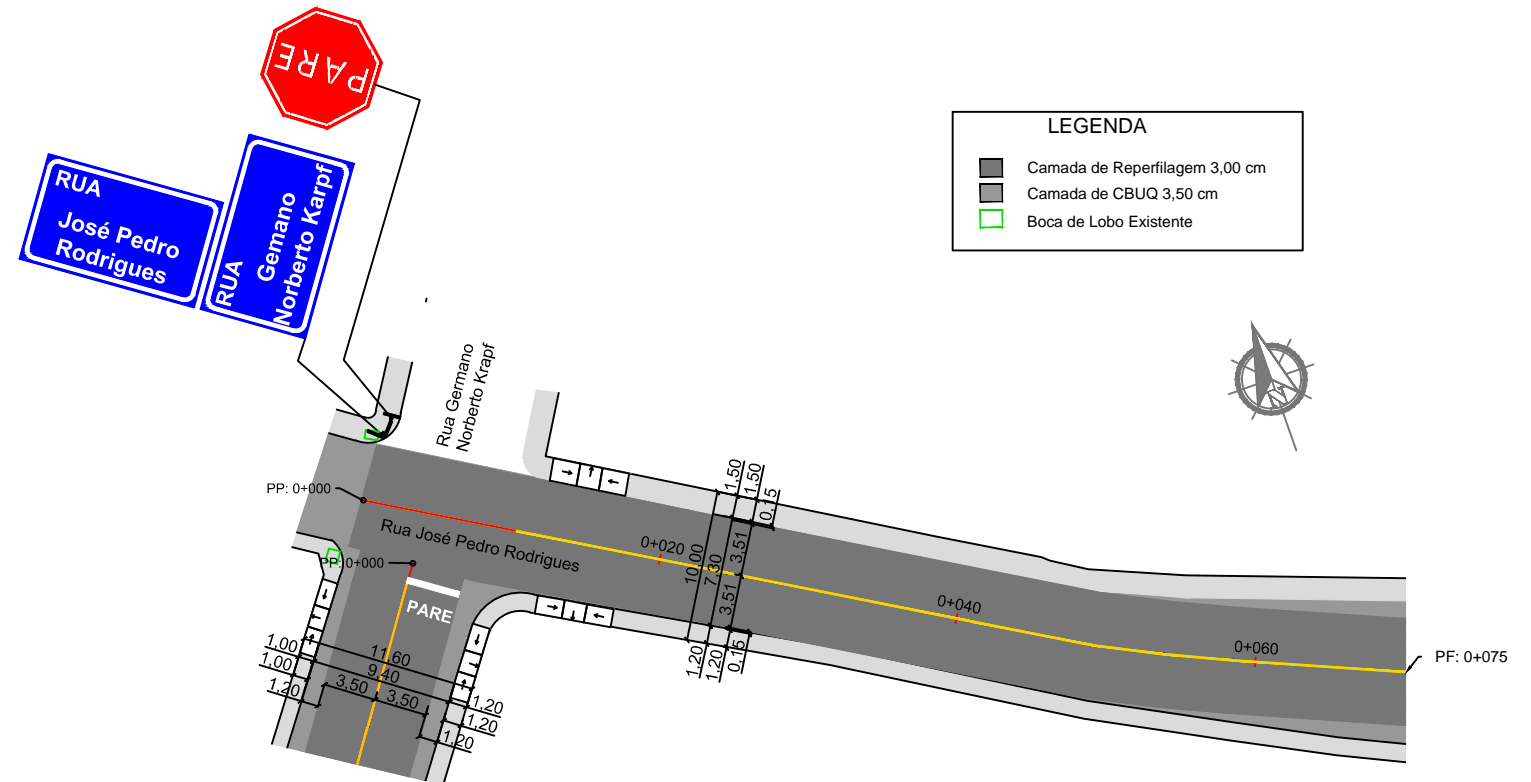 PARE
RUA
José Pedro
Rodrigues
RUA
Gemano
Norberto Karpf
LEGENDA
Camada de Reperfilagem 3,00 cm
Camada de CBUQ 3,50 cm
Boca de Lobo Existente
Rua Germano
Norberto Krapf
N
PP: 0+000
Rua José Pedro Rodrigues
PP: 0+000
PARE
0+020
0+040
0+060
PF: 0+075
1,50
1,50
0,15
10,00
7,30
3,51
3,51
1,20
1,20
0,15
1,00
1,00
1,20
11,60
9,40
3,50
3,50
1,20
1,20
1,20